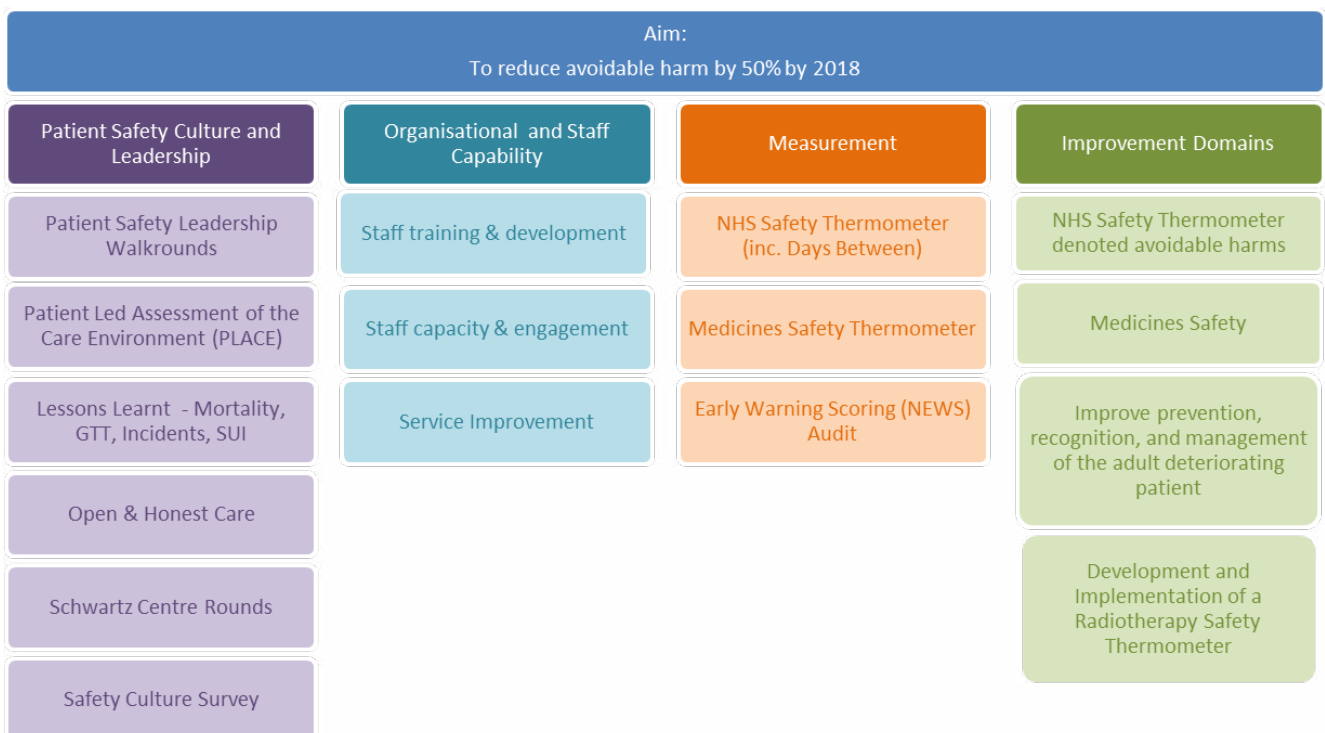 Aim:
To reduce avoidable harm by 50% by 2018
Patient Safety Culture and
Leadership
Patient Safety Leadership
Walkrounds
Patient Led Assessment of the
Care Environment (PLACE)
Lessons Learnt - Mortality,
GTT, Incidents, SUI
Open & Honest Care
Schwartz Centre Rounds
Safety Culture Survey
Organisational and Staff
Capability
Staff training & development
Staff capacity & engagement
Service Improvement
Measurement
NHS Safety Thermometer
(inc. Days Between)
Medicines Safety Thermometer
Early Warning Scoring (NEWS)
Audit
Improvement Domains
NHS Safety Thermometer
denoted avoidable harms
Medicines Safety
Improve prevention,
recognition, and management
of the adult deteriorating
patient
Development and
Implementation of a
Radiotherapy Safety
Thermometer